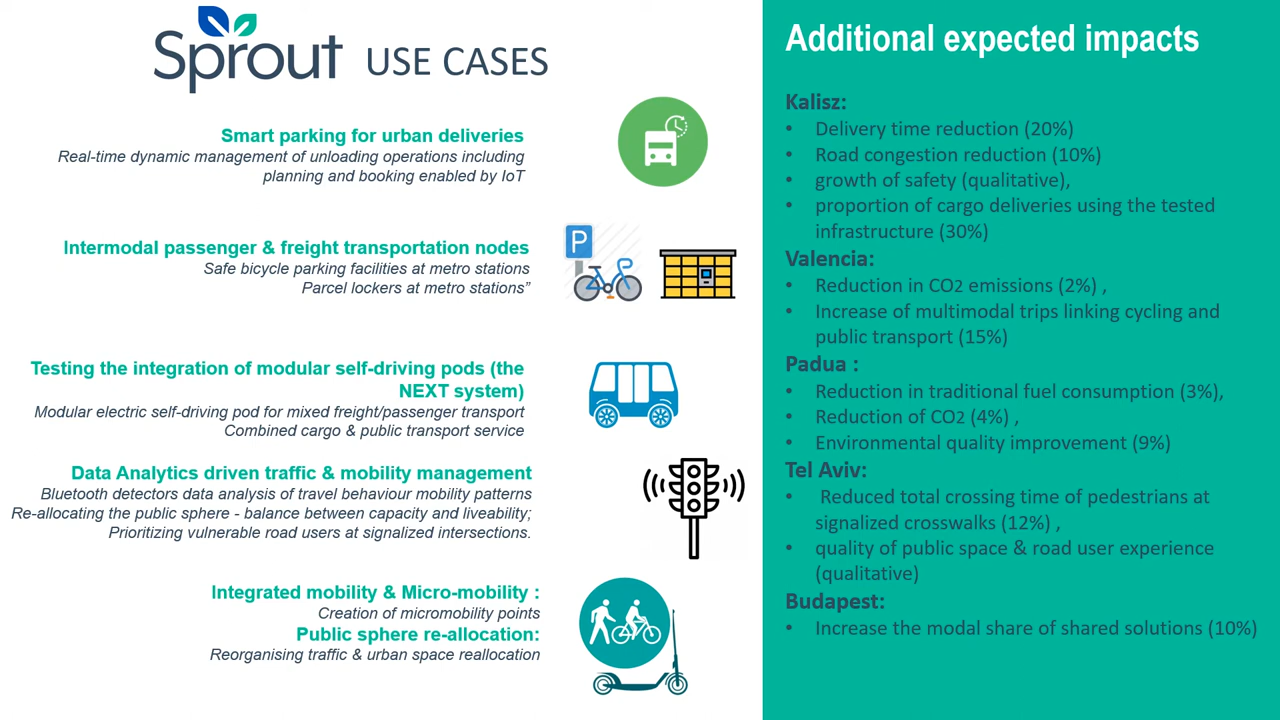 Sprout USE CASES
Smart parking for urban deliveries
Real-time dynamic management of unloading operations including
planning and booking enabled by IoT
Intermodal passenger & freight transportation nodes
Safe bicycle parking facilities at metro stations
Parcel lockers at metro stations”
P
Testing the integration of modular self-driving pods (the
NEXT system)
Modular electric self-driving pod for mixed freight/passenger transport
Combined cargo & public transport service
Data Analytics driven traffic & mobility management
Bluetooth detectors data analysis of travel behaviour mobility patterns
Re-allocating the public sphere - balance between capacity and liveability;
Prioritizing vulnerable road users at signalized intersections.
Integrated mobility & Micro-mobility :
Creation of micromobility points
Public sphere re-allocation:
Reorganising traffic & urban space reallocation
Additional expected impacts
Kalisz:
• Delivery time reduction (20%)
• Road congestion reduction (10%)
• growth of safety (qualitative),
• proportion of cargo deliveries using the tested
infrastructure (30%)
Valencia:
• Reduction in CO2 emissions (2%) ,
• Increase of multimodal trips linking cycling and
public transport (15%)
Padua :
• Reduction in traditional fuel consumption (3%),
• Reduction of CO2 (4%) ,
• Environmental quality improvement (9%)
Tel Aviv:
• Reduced total crossing time of pedestrians at
signalized crosswalks (12%) ,
• quality of public space & road user experience
(qualitative)
Budapest:
• Increase the modal share of shared solutions (10%)